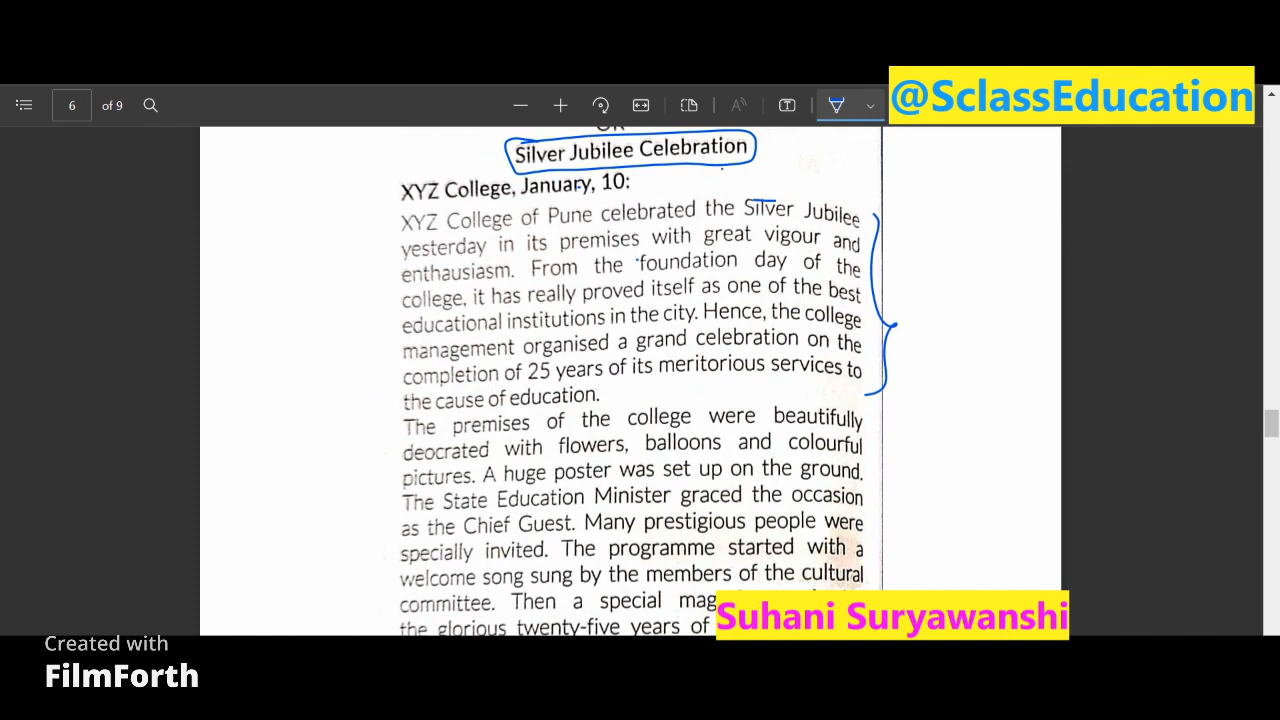 @SclassEducation
6 of 9
Silver Jubilee Celebration
XYZ College, January, 10:
XYZ College of Pune celebrated the Silver Jubilee
yesterday in its premises with great vigour and
enthausiasm. From the foundation day of the
college, it has really proved itself as one of the best
educational institutions in the city. Hence, the college
management organised a grand celebration on the
completion of 25 years of its meritorious services to
the cause of education.
The premises of the college were beautifully
deocrated with flowers, balloons and colourful
pictures. A huge poster was set up on the ground.
The State Education Minister graced the occasion
as the Chief Guest. Many prestigious people were
specially invited. The programme started with a
welcome song sung by the members of the cultural
committee. Then a special
the glorious twenty-five years of
Suhani Suryawanshi
Created with
FilmForth